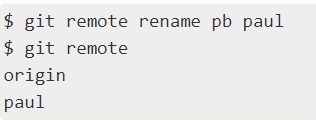 $ git remote rename pb paul
$ git remote
origin
paul